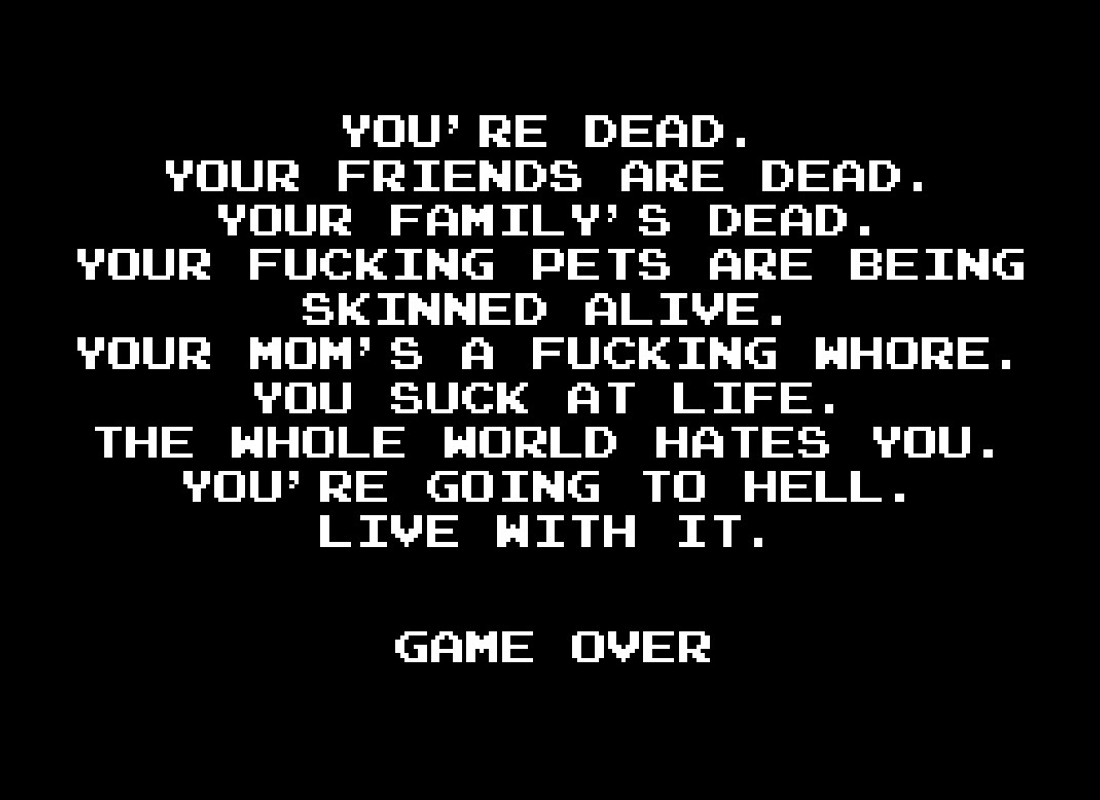 YOU'RE DEAD.
YOUR FRIENDS ARE DEAD.
YOUR FAMILY'S DEAD.
YOUR FUCKING PETS ARE BEING
SKINNED ALIVE.
YOUR MOM'S A FUCKING WHORE.
YOU SUCK AT LIFE.
THE WHOLE WORLD HATES YOU.
YOU'RE GOING TO HELL.
LIVE WITH IT.
GAME OVER